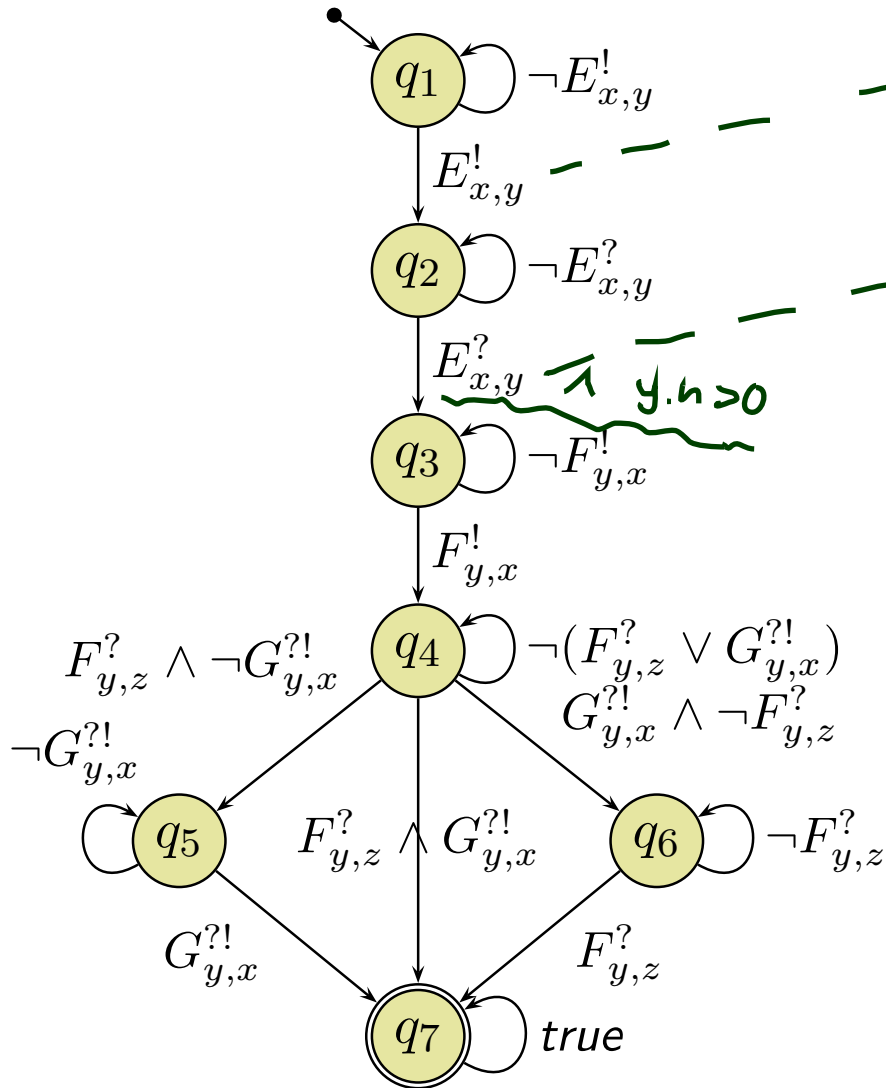 q₁ ¬E^!_{x,y}
E^!_{x,y}
q₂ ¬E^?_{x,y}
E^?_{x,y} ∧ y.n>0
q₃ ¬F^!_{y,x}
F^!_{y,x}
q₄ ¬(F^?_{y,z} ∨ G^{?!}_{y,x})
F^?_{y,z} ∧ ¬G^{?!}_{y,x}
G^{?!}_{y,x} ∧ ¬F^?_{y,z}
¬G^{?!}_{y,x}
q₅ F^?_{y,z} ∧ G^{?!}_{y,x} q₆ ¬F^?_{y,z}
G^{?!}_{y,x} F^?_{y,z}
q₇ true